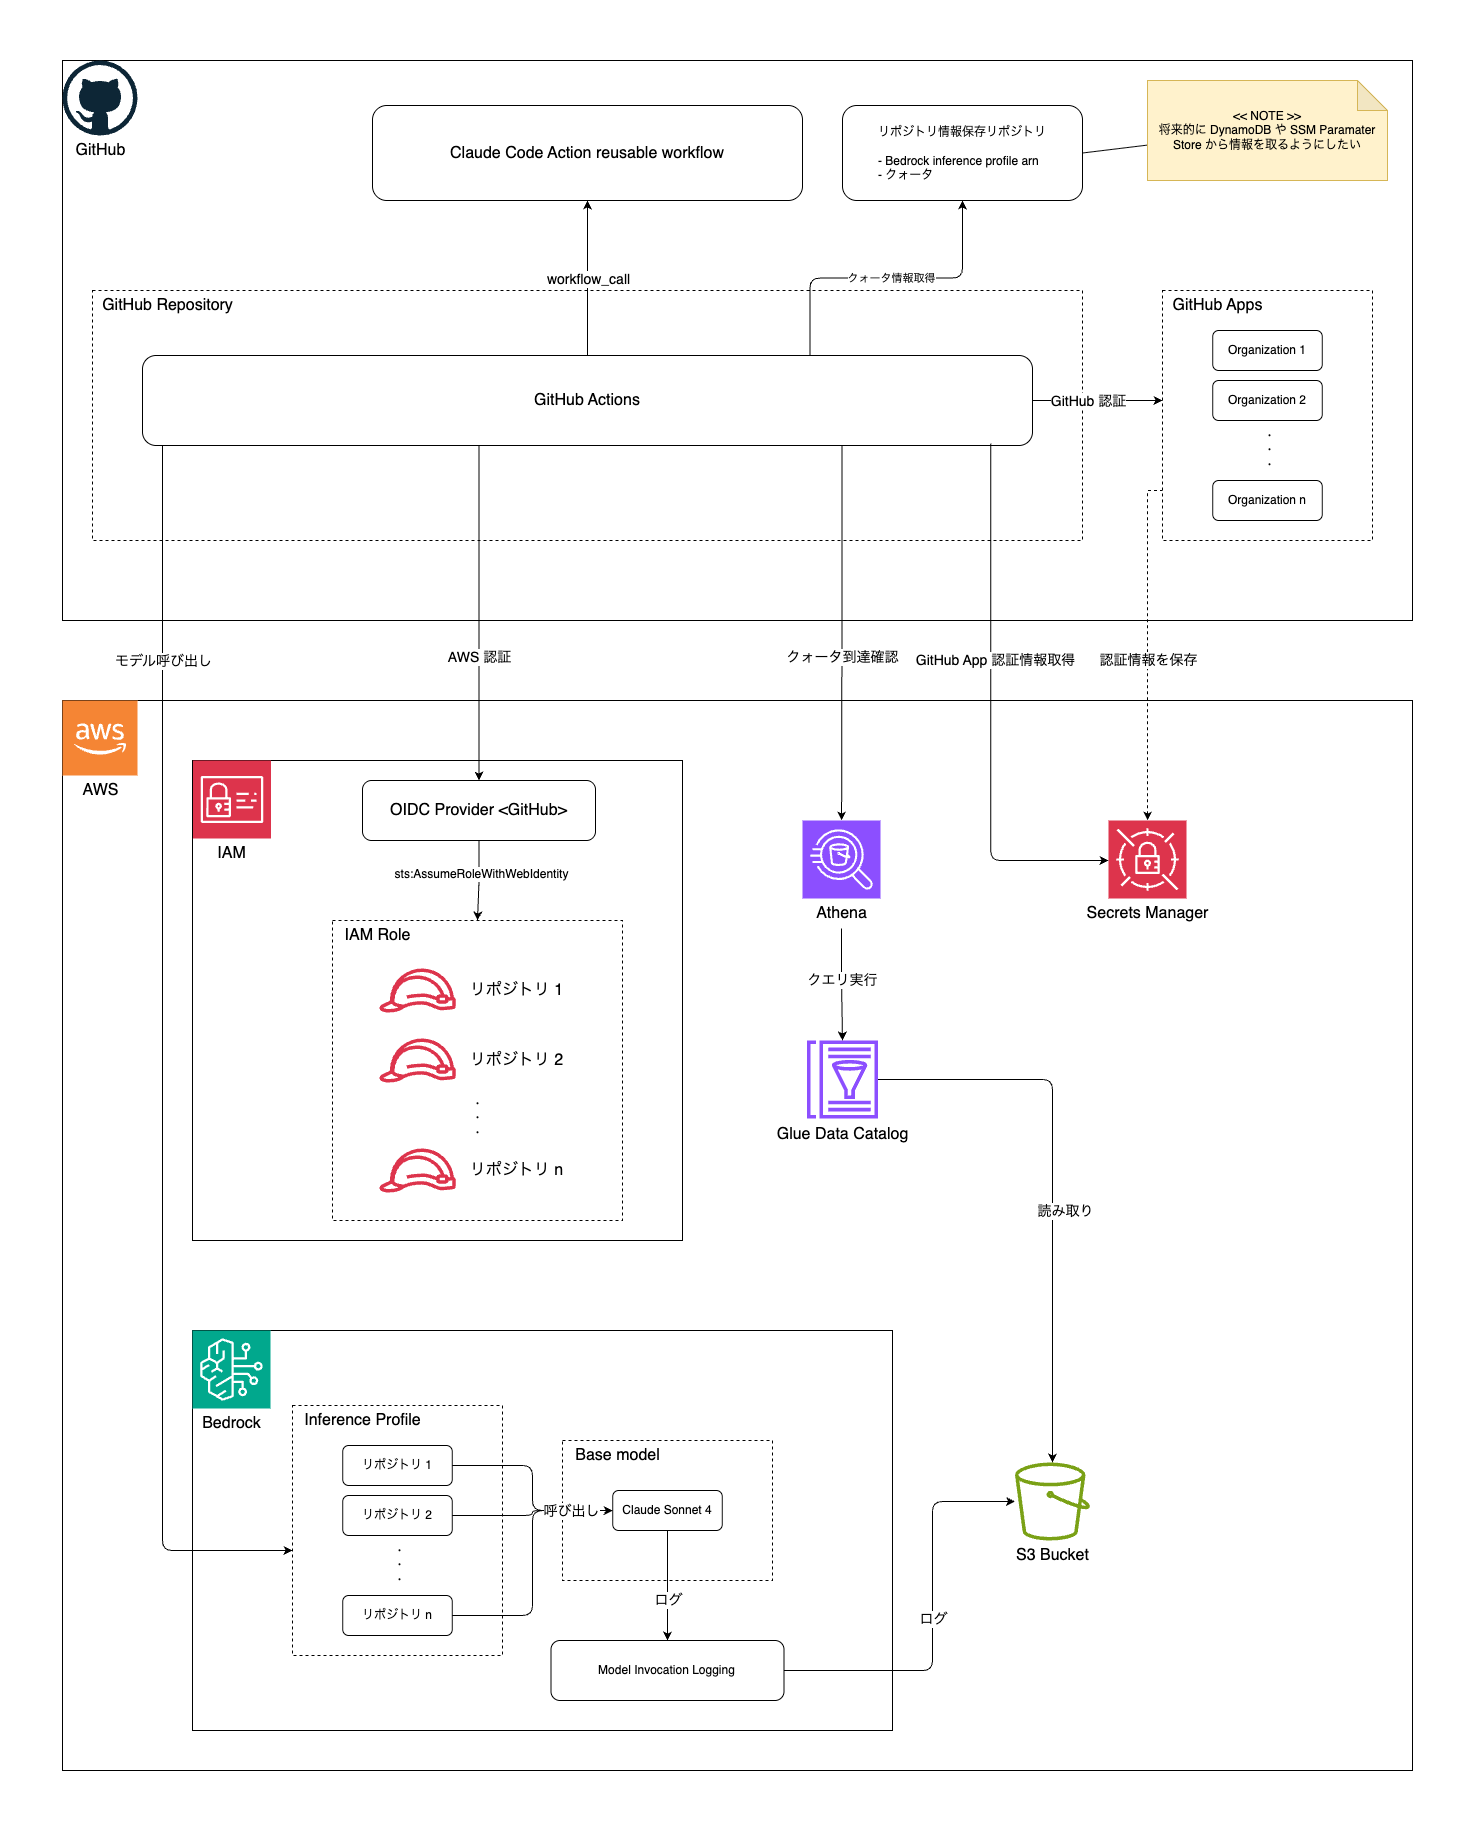 GitHub
Claude Code Action reusable workflow
リポジトリ情報保存リポジトリ
- Bedrock inference profile arn
- クォータ
<< NOTE >>
将来的に DynamoDB や SSM Paramater
Store から情報を取るようにしたい
workflow_call
クォータ情報取得
GitHub Repository
GitHub Actions
GitHub 認証
GitHub Apps
Organization 1
Organization 2
.
.
.
Organization n
モデル呼び出し
AWS 認証
クォータ到達確認
GitHub App 認証情報取得
認証情報を保存
aws
AWS
IAM
OIDC Provider <GitHub>
sts:AssumeRoleWithWebIdentity
IAM Role
リポジトリ 1
リポジトリ 2
.
.
.
リポジトリ n
Athena
Secrets Manager
クエリ実行
Glue Data Catalog
読み取り
Bedrock
Inference Profile
リポジトリ 1
リポジトリ 2
.
.
.
リポジトリ n
呼び出し
Base model
Claude Sonnet 4
ログ
Model Invocation Logging
ログ
S3 Bucket